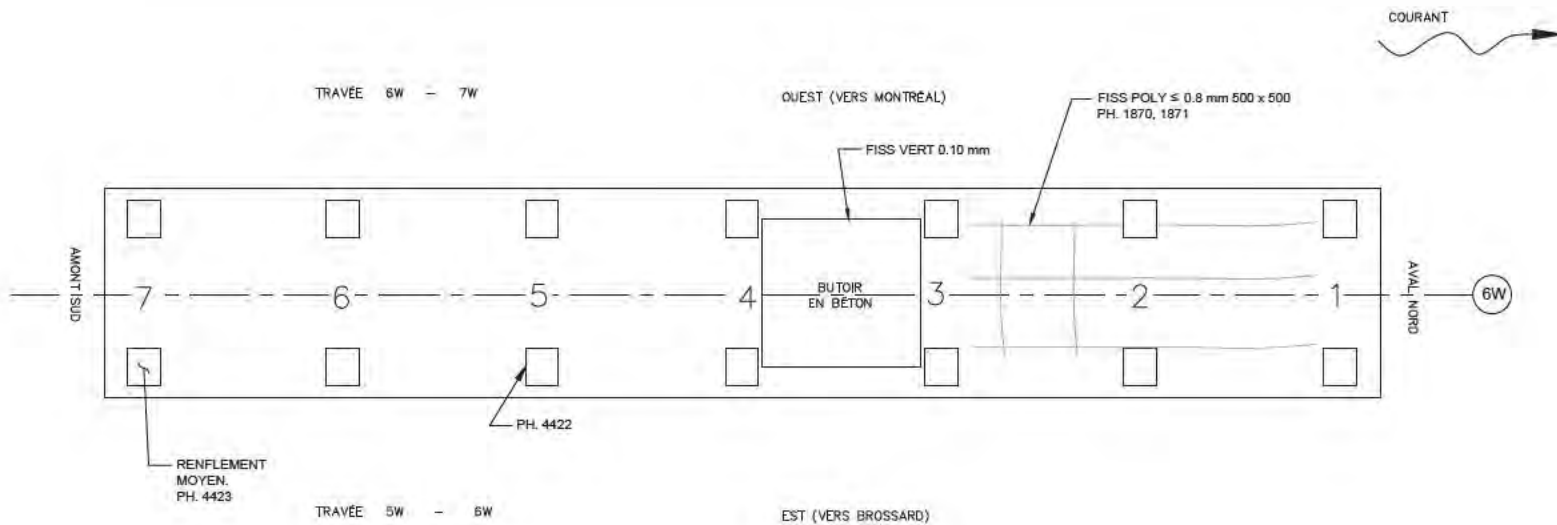 COURANT
TRAVÉE 6W - 7W
OUEST (VERS MONTRÉAL)
FISS POLY ≤ 0.8 mm 500 x 500
PH. 1870, 1871
FISS VERT 0.10 mm
AMONT SUD
7
6
5
4
BUTOIR
EN BÉTON
3
2
1
AVAL NORD
6W
PH. 4422
RENFLEMENT
MOYEN.
PH. 4423
TRAVÉE 5W - 6W
EST (VERS BROSSARD)